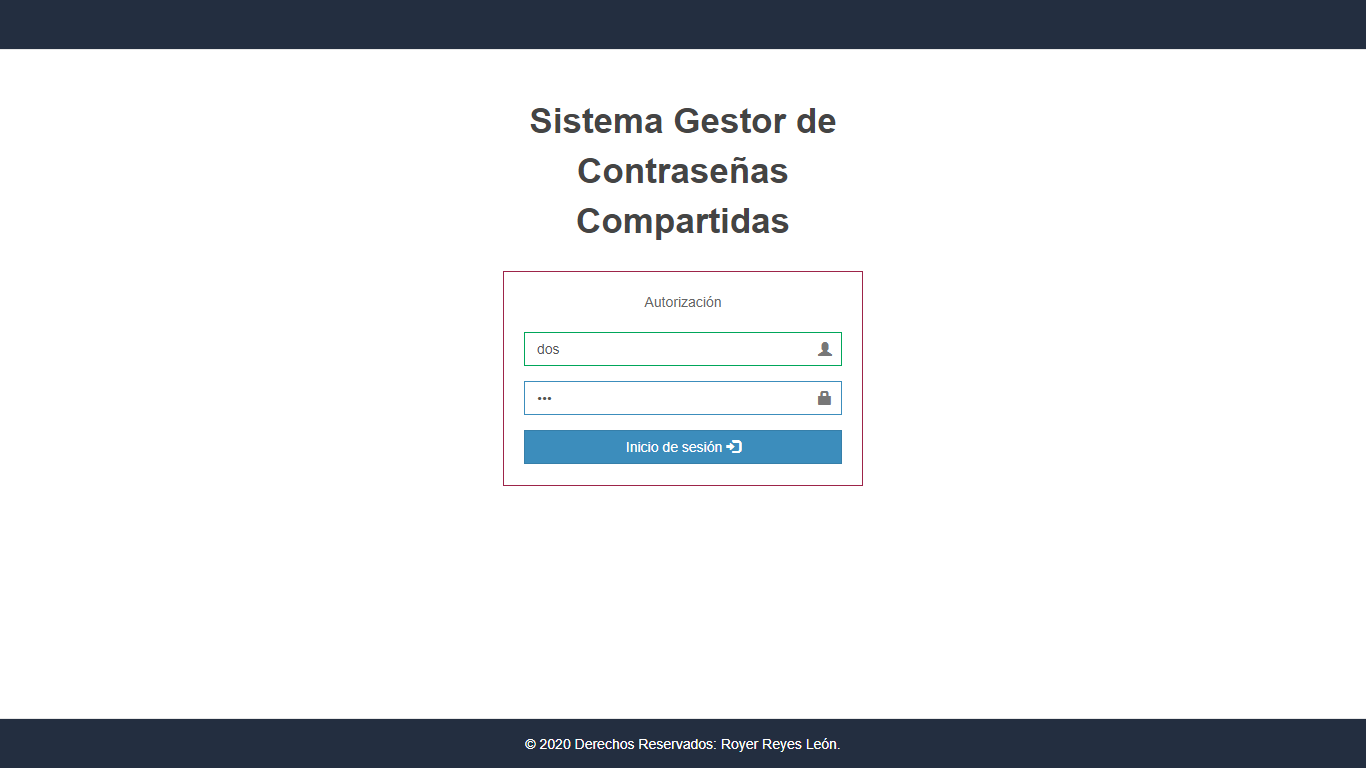 Sistema Gestor de
Contraseñas
Compartidas
Autorización
dos
•••
Inicio de sesión
© 2020 Derechos Reservados: Royer Reyes León.